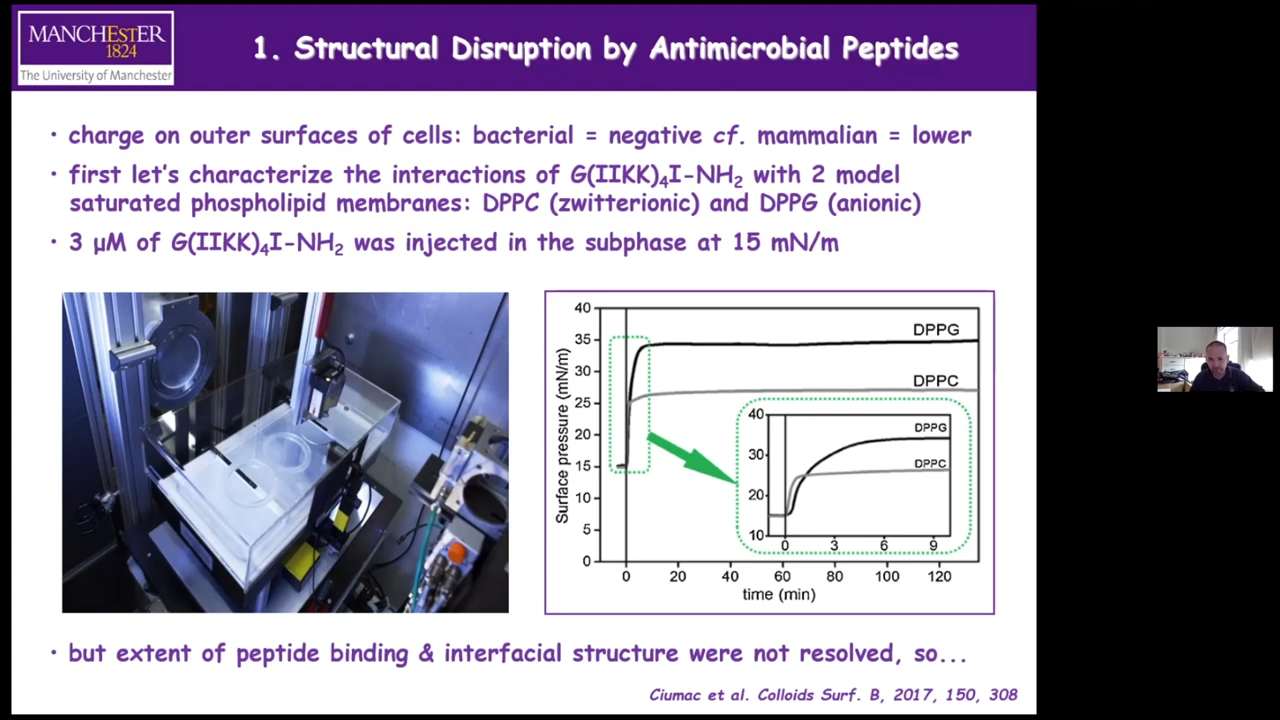 MANCHESTER
1824
The University of Manchester
1. Structural Disruption by Antimicrobial Peptides
• charge on outer surfaces of cells: bacterial = negative cf. mammalian = lower
• first let's characterize the interactions of G(IIKK)₄I-NH₂ with 2 model
saturated phospholipid membranes: DPPC (zwitterionic) and DPPG (anionic)
• 3 μM of G(IIKK)₄I-NH₂ was injected in the subphase at 15 mN/m
Surface pressure (mN/m)
40
35
30
25
20
15
10
5
0
DPPG
DPPC
40
30
20
10
DPPG
DPPC
0 3 6 9
0 20 40 60 80 100 120
time (min)
• but extent of peptide binding & interfacial structure were not resolved, so...
Ciumac et al. Colloids Surf. B, 2017, 150, 308